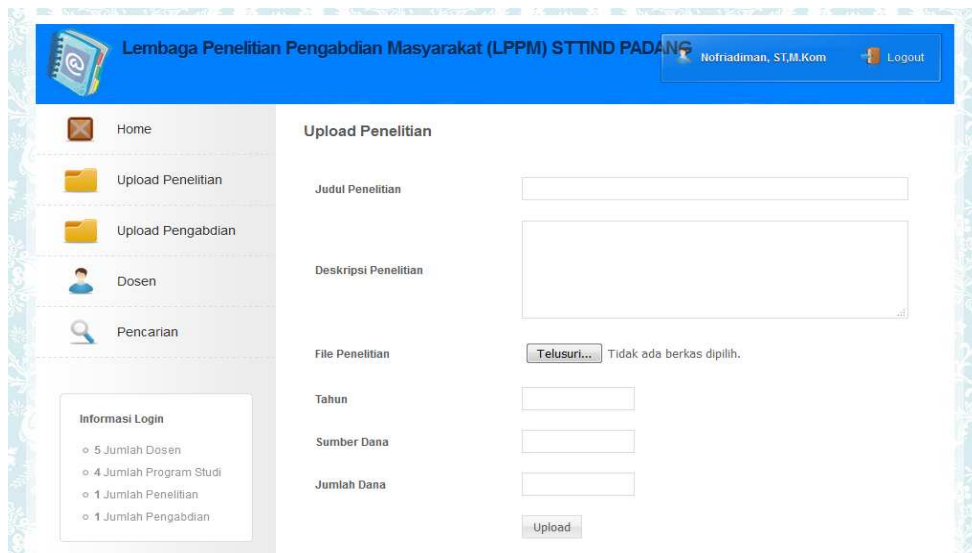 Lembaga Penelitian Pengabdian Masyarakat (LPPM) STTIND PADANG
Nofriadiman, ST,M.Kom
Logout
Home
Upload Penelitian
Upload Pengabdian
Dosen
Pencarian
Informasi Login
5 Jumlah Dosen
4 Jumlah Program Studi
1 Jumlah Penelitian
1 Jumlah Pengabdian
Upload Penelitian
Judul Penelitian
Deskripsi Penelitian
File Penelitian
Telusuri... Tidak ada berkas dipilih.
Tahun
Sumber Dana
Jumlah Dana
Upload